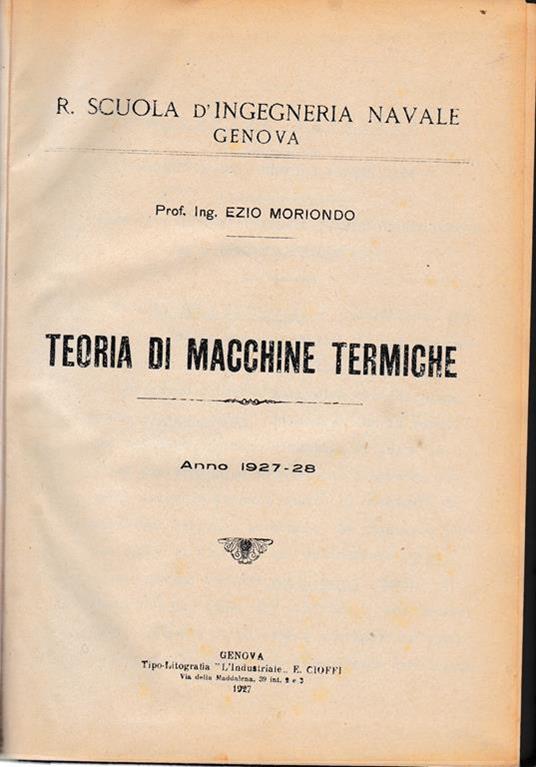 R. SCUOLA D'INGEGNERIA NAVALE
GENOVA
Prof. Ing. EZIO MORIONDO
TEORIA DI MACCHINE TERMICHE
Anno 1927-28
GENOVA
Tipo-Litografia "L'Industriale„ E. CIOFFI
Via della Maddalena, 39 int. 2 e 3
1927